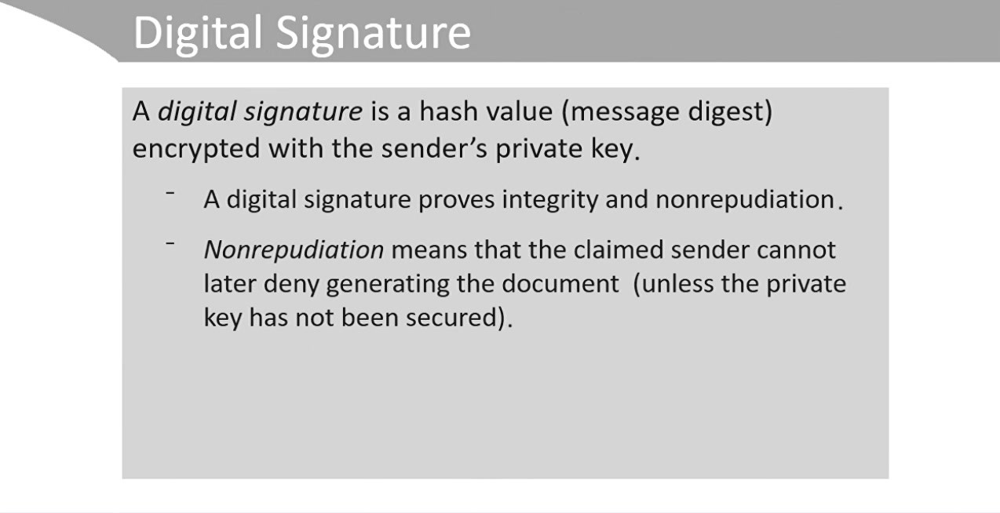 Digital Signature
A digital signature is a hash value (message digest)
encrypted with the sender’s private key.
- A digital signature proves integrity and nonrepudiation.
- Nonrepudiation means that the claimed sender cannot
later deny generating the document (unless the private
key has not been secured).